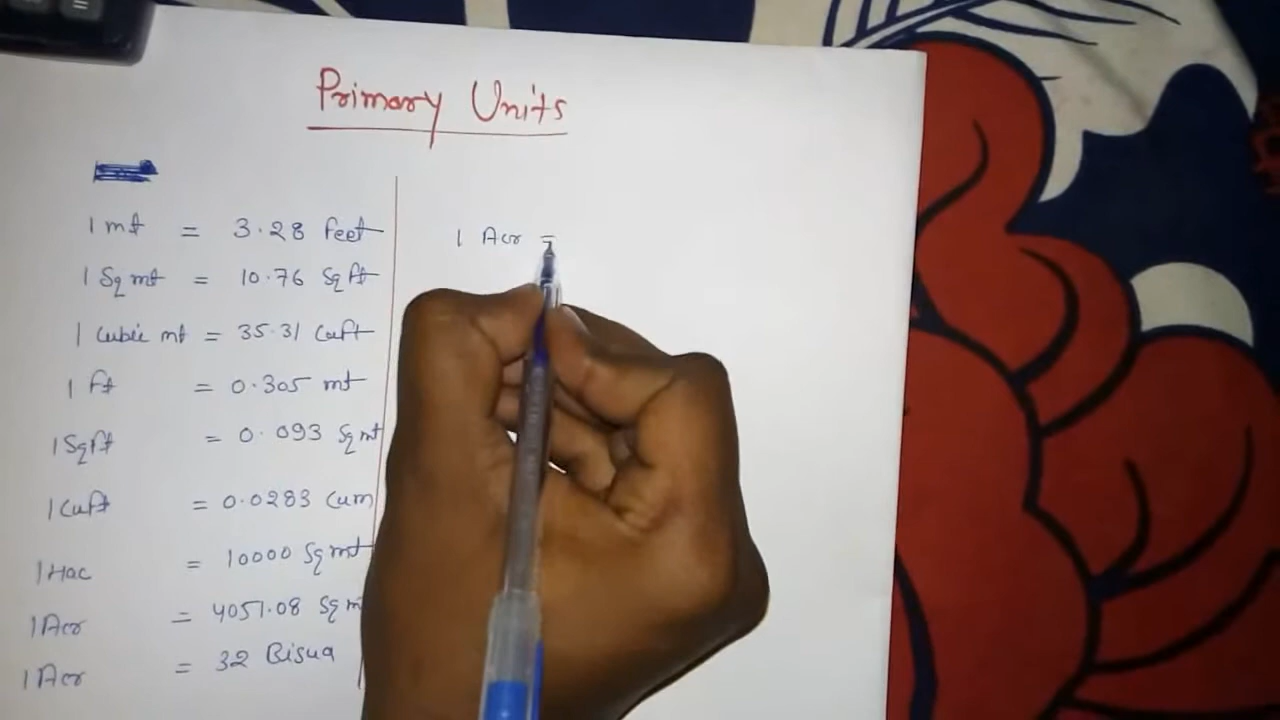 Primary Units
1 mt = 3.28 feet
1 Sq mt = 10.76 Sq ft
1 Cubic mt = 35.31 Cuft
1 ft = 0.305 mt
1 Sqft = 0.093 Sq mt
1 Cuft = 0.0283 Cum
1 Hac = 10000 Sq mt
1 Acr = 4051.08 Sq m
1 Acr = 32 Bisua
1 Acr =